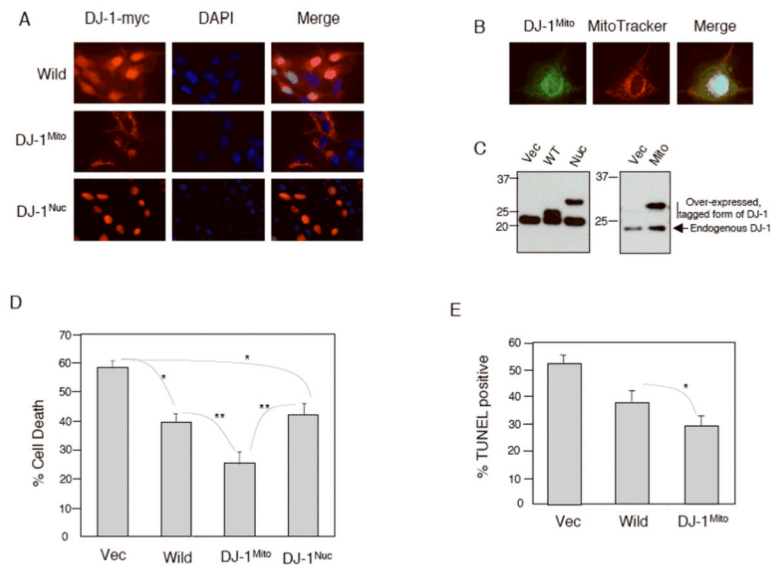 A
DJ-1-myc DAPI Merge
Wild
DJ-1Mito
DJ-1Nuc
B
DJ-1Mito MitoTracker Merge
C
Vec WT Nuc
37
25
20
Vec Mito
37
25
Over-expressed,
tagged form of DJ-1
Endogenous DJ-1
D
% Cell Death
70
60
50
40
30
20
10
0
* * ** **
Vec Wild DJ-1Mito DJ-1Nuc
E
% TUNEL positive
60
50
40
30
20
10
0
*
Vec Wild DJ-1Mito